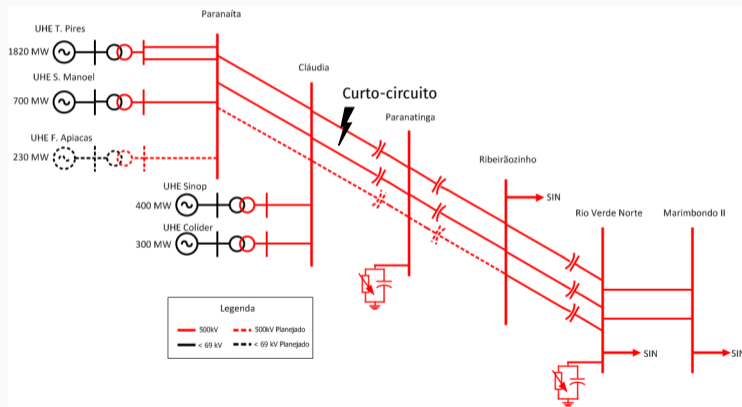 Paranaíta
UHE T. Pires
1820 MW
UHE S. Manoel
700 MW
UHE F. Apiacas
230 MW
Cláudia
Curto-circuito
Paranatinga
Ribeirãozinho
SIN
UHE Sinop
400 MW
UHE Colíder
300 MW
Rio Verde Norte
Marimbondo II
SIN
SIN
Legenda
500kV
500kV Planejado
< 69 kV
< 69 kV Planejado